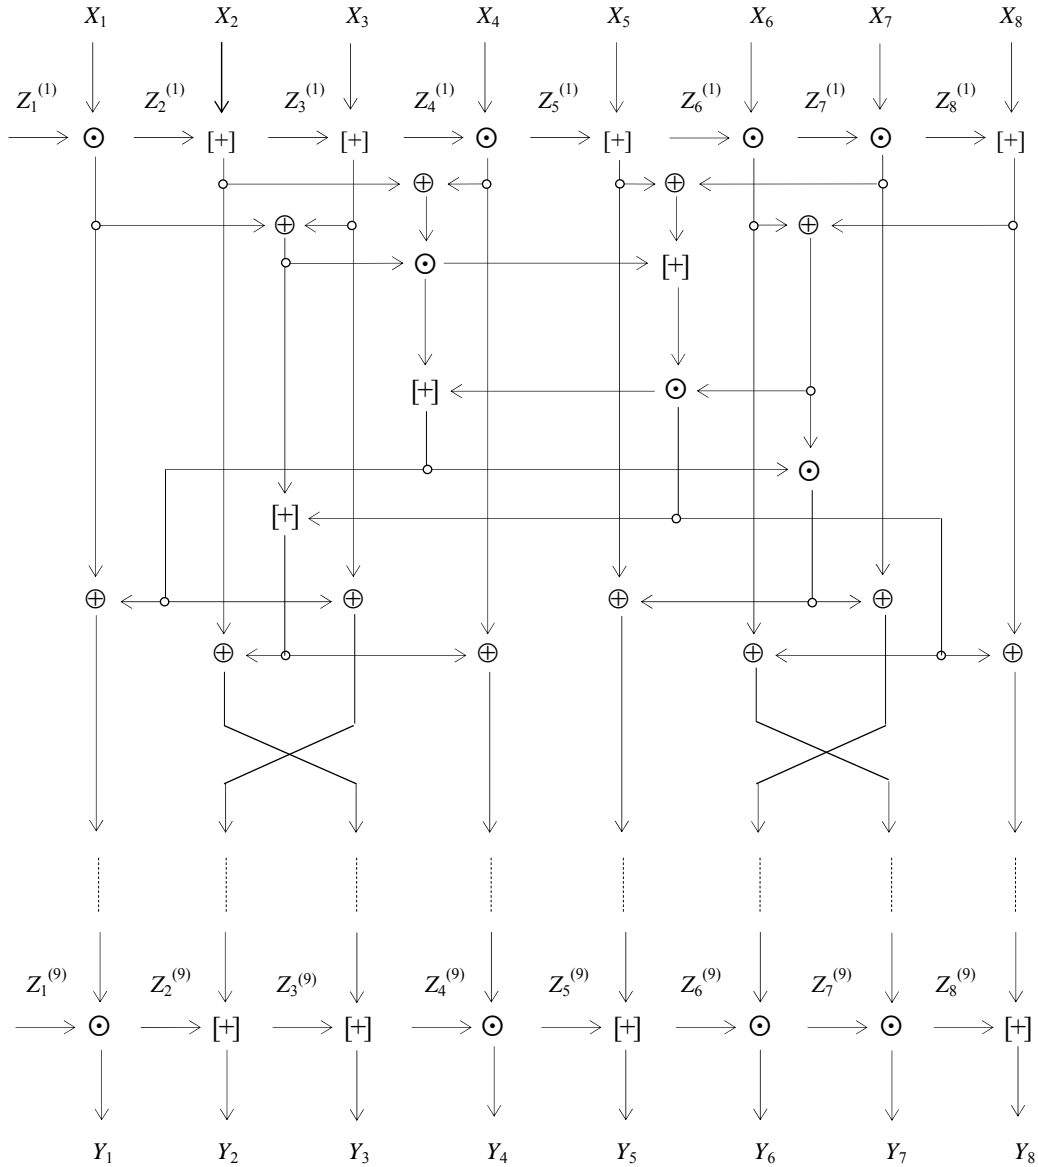 X₁ X₂ X₃ X₄ X₅ X₆ X₇ X₈
Z₁⁽¹⁾ Z₂⁽¹⁾ Z₃⁽¹⁾ Z₄⁽¹⁾ Z₅⁽¹⁾ Z₆⁽¹⁾ Z₇⁽¹⁾ Z₈⁽¹⁾
⊙ [+] [+] ⊙ [+] ⊙ ⊙ [+]
⊕ ⊕
⊕ ⊕
⊙ [+]
[+] ⊙
⊙
[+]
⊕ ⊕ ⊕ ⊕
⊕ ⊕ ⊕ ⊕
Z₁⁽⁹⁾ Z₂⁽⁹⁾ Z₃⁽⁹⁾ Z₄⁽⁹⁾ Z₅⁽⁹⁾ Z₆⁽⁹⁾ Z₇⁽⁹⁾ Z₈⁽⁹⁾
⊙ [+] [+] ⊙ [+] ⊙ ⊙ [+]
Y₁ Y₂ Y₃ Y₄ Y₅ Y₆ Y₇ Y₈